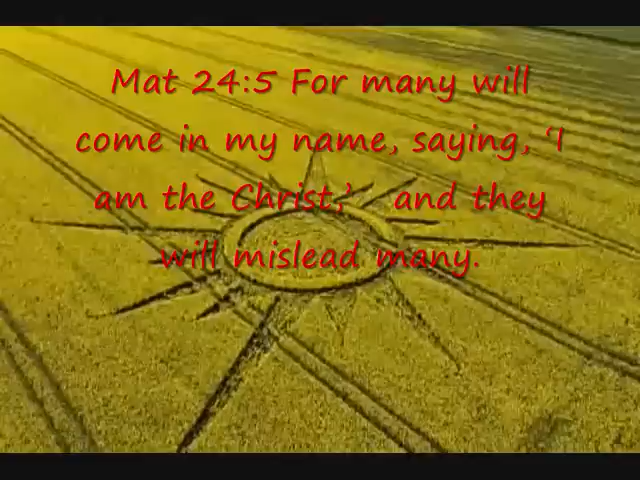 Mat 24:5 For many will
come in my name, saying, ‘I
am the Christ,’ and they
will mislead many.